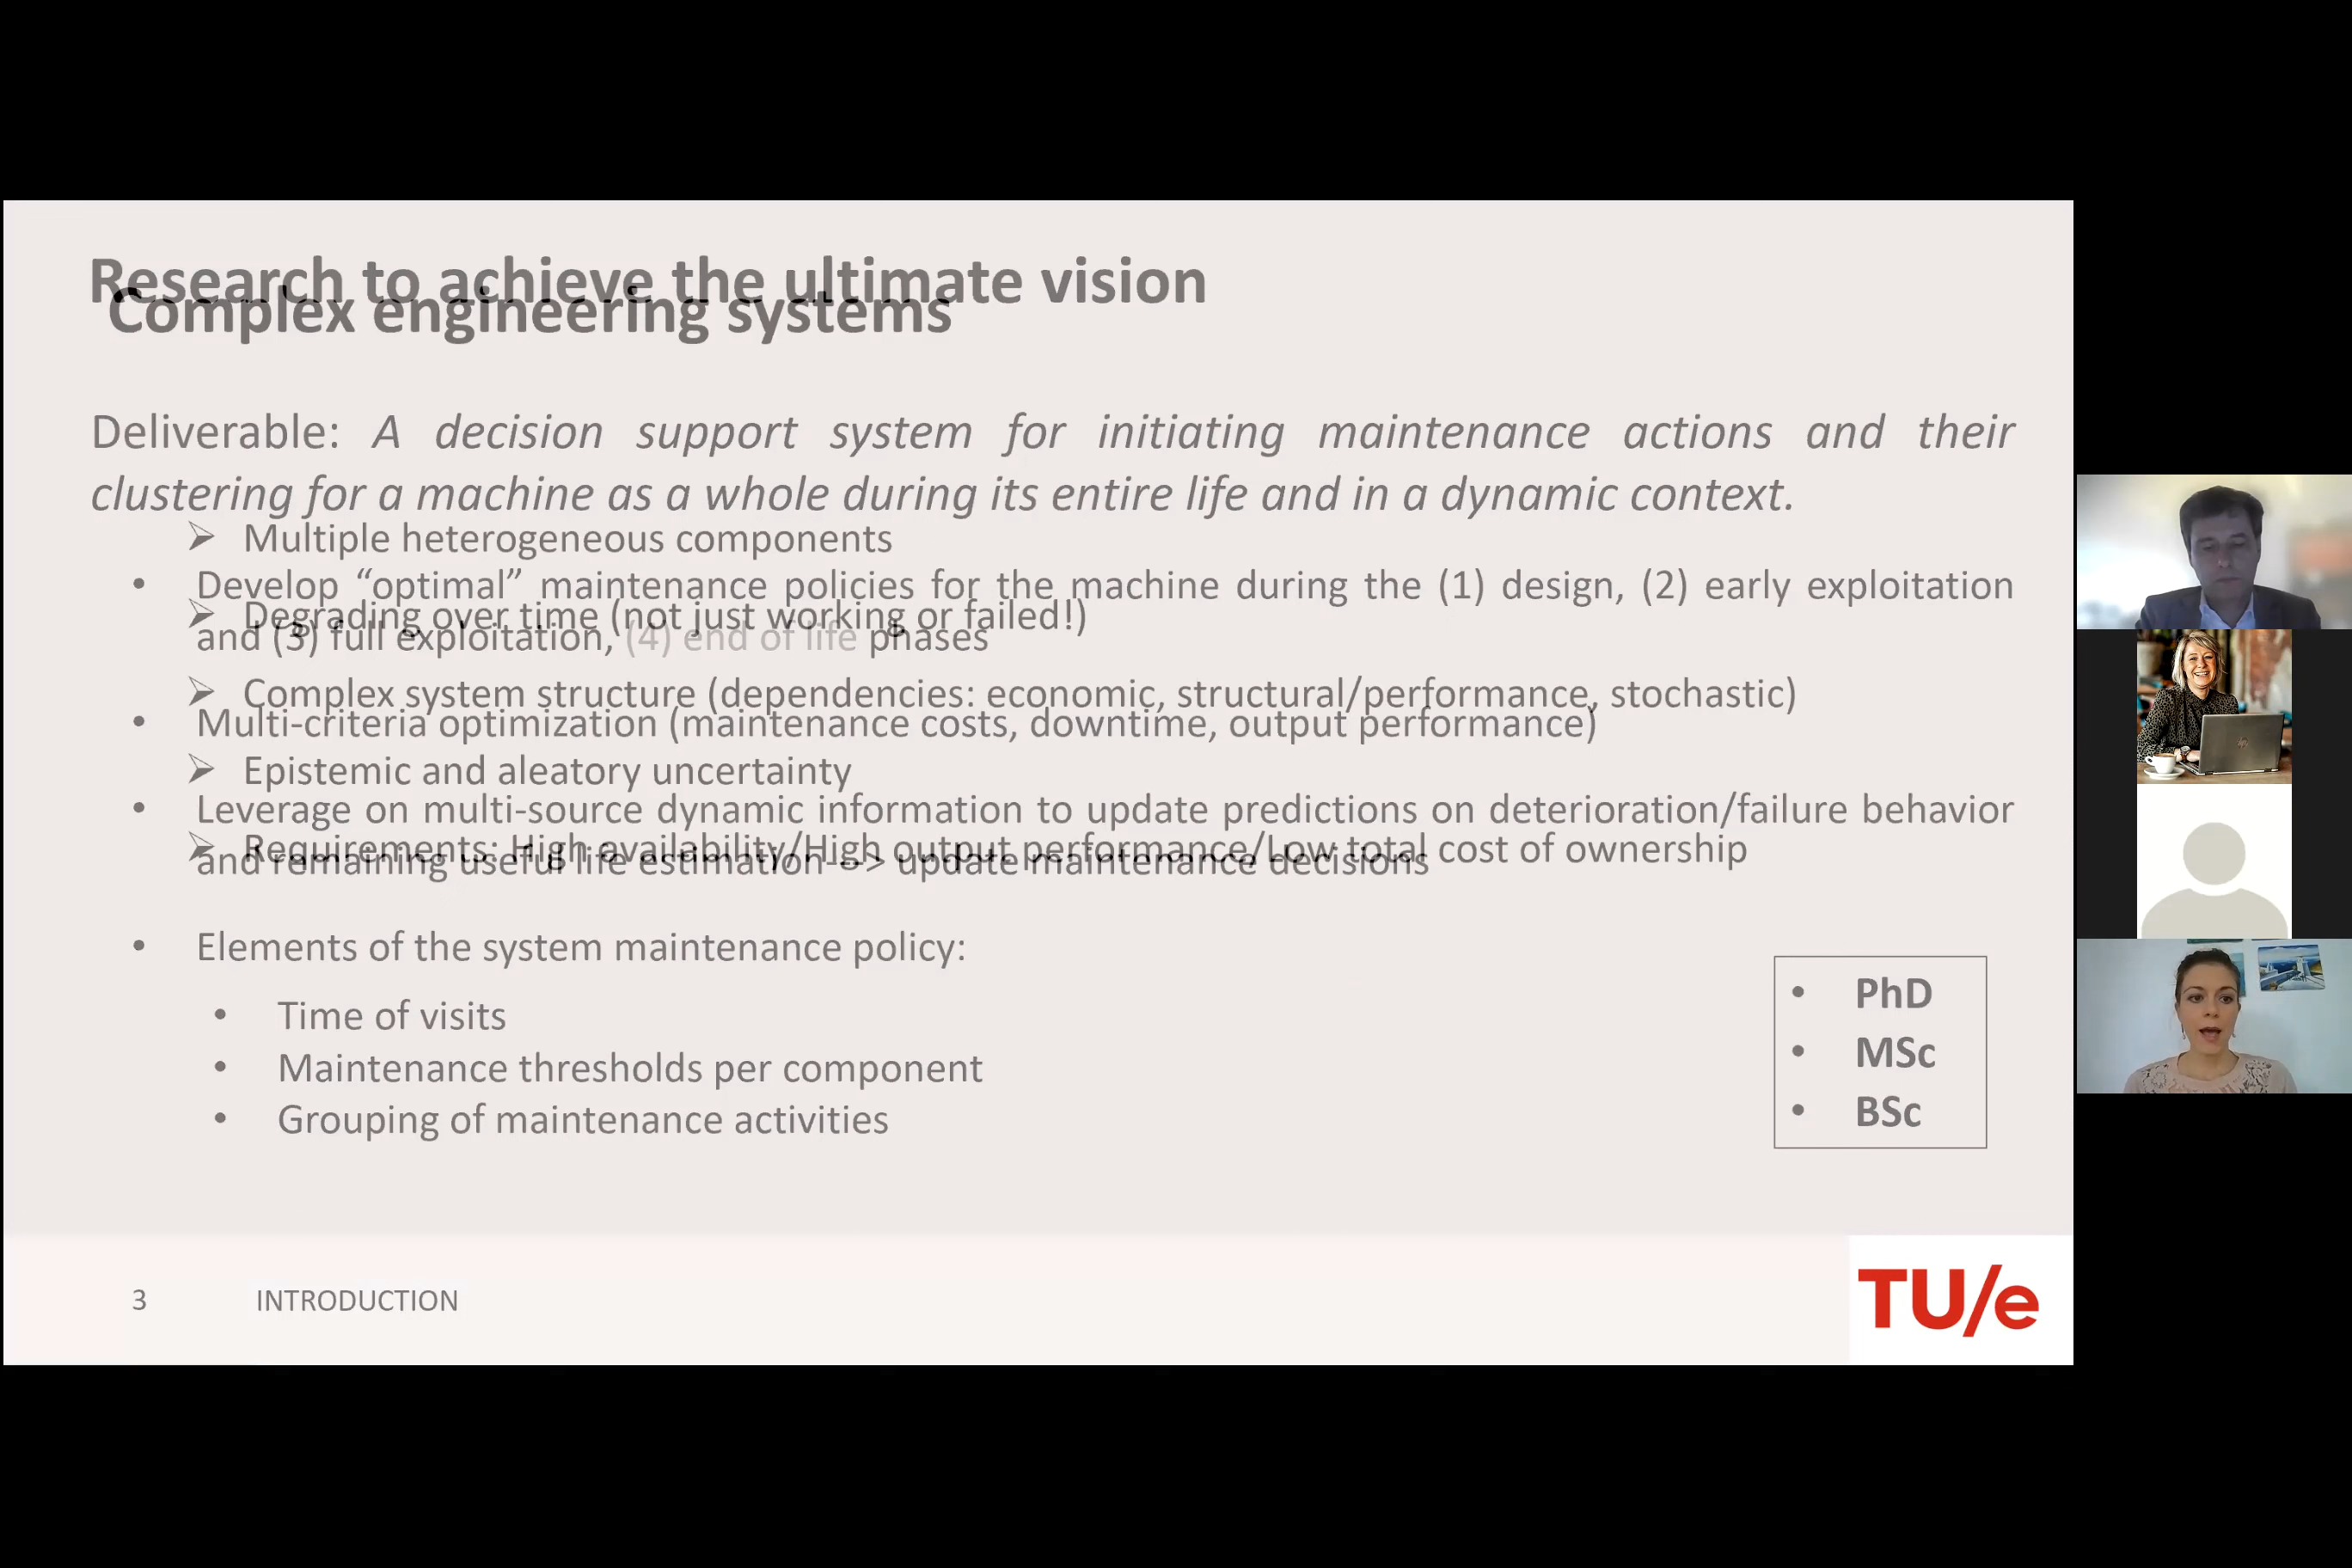 Research to achieve the ultimate vision
Complex engineering systems
Deliverable: A decision support system for initiating maintenance actions and their
clustering for a machine as a whole during its entire life and in a dynamic context.
➢ Multiple heterogeneous components
• Develop “optimal” maintenance policies for the machine during the (1) design, (2) early exploitation
➢ Degrading over time (not just working or failed!)
and (3) full exploitation, (4) end of life phases
➢ Complex system structure (dependencies: economic, structural/performance, stochastic)
• Multi-criteria optimization (maintenance costs, downtime, output performance)
➢ Epistemic and aleatory uncertainty
• Leverage on multi-source dynamic information to update predictions on deterioration/failure behavior
➢ Requirements: High availability/High output performance/Low total cost of ownership
and remaining useful life estimation---> update maintenance decisions
• Elements of the system maintenance policy:
• Time of visits
• Maintenance thresholds per component
• Grouping of maintenance activities
• PhD
• MSc
• BSc
3 INTRODUCTION
TU/e